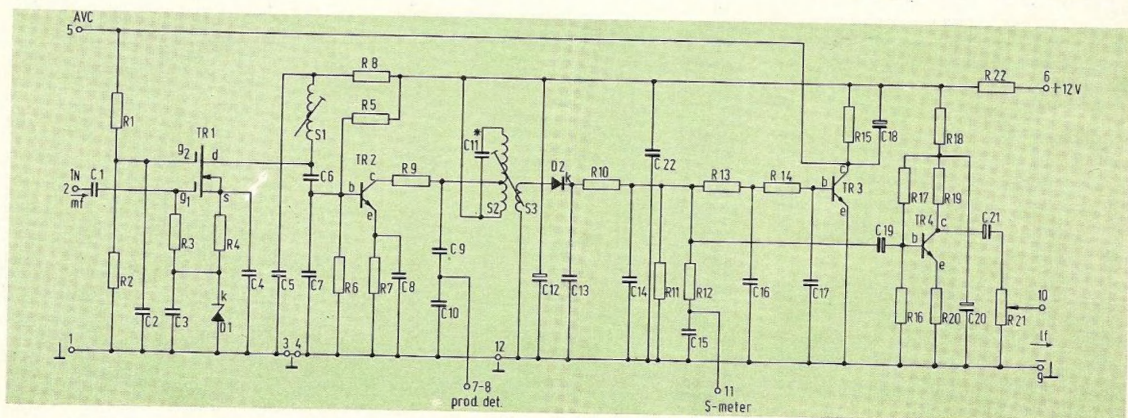 AVC
5
R8
R22
6
+12V
R5
R1
S1
R15
C18
R18
TR1
g2
d
C11
*
C22
D2
k
R10
R13
R14
c
TR3
b
e
R17
R19
IN
2
mf
C1
g1
s
C6
TR2
c
b
e
R9
S2
S3
TR4
c
b
e
C19
C21
R3
R4
C9
R2
C2
C3
k
D1
C4
C5
C7
R6
R7
C8
C10
C12
C13
C14
R11
R12
C15
C16
C17
R16
R20
C20
R21
10
lf
1
3
4
12
9
7-8
prod. det.
11
S-meter